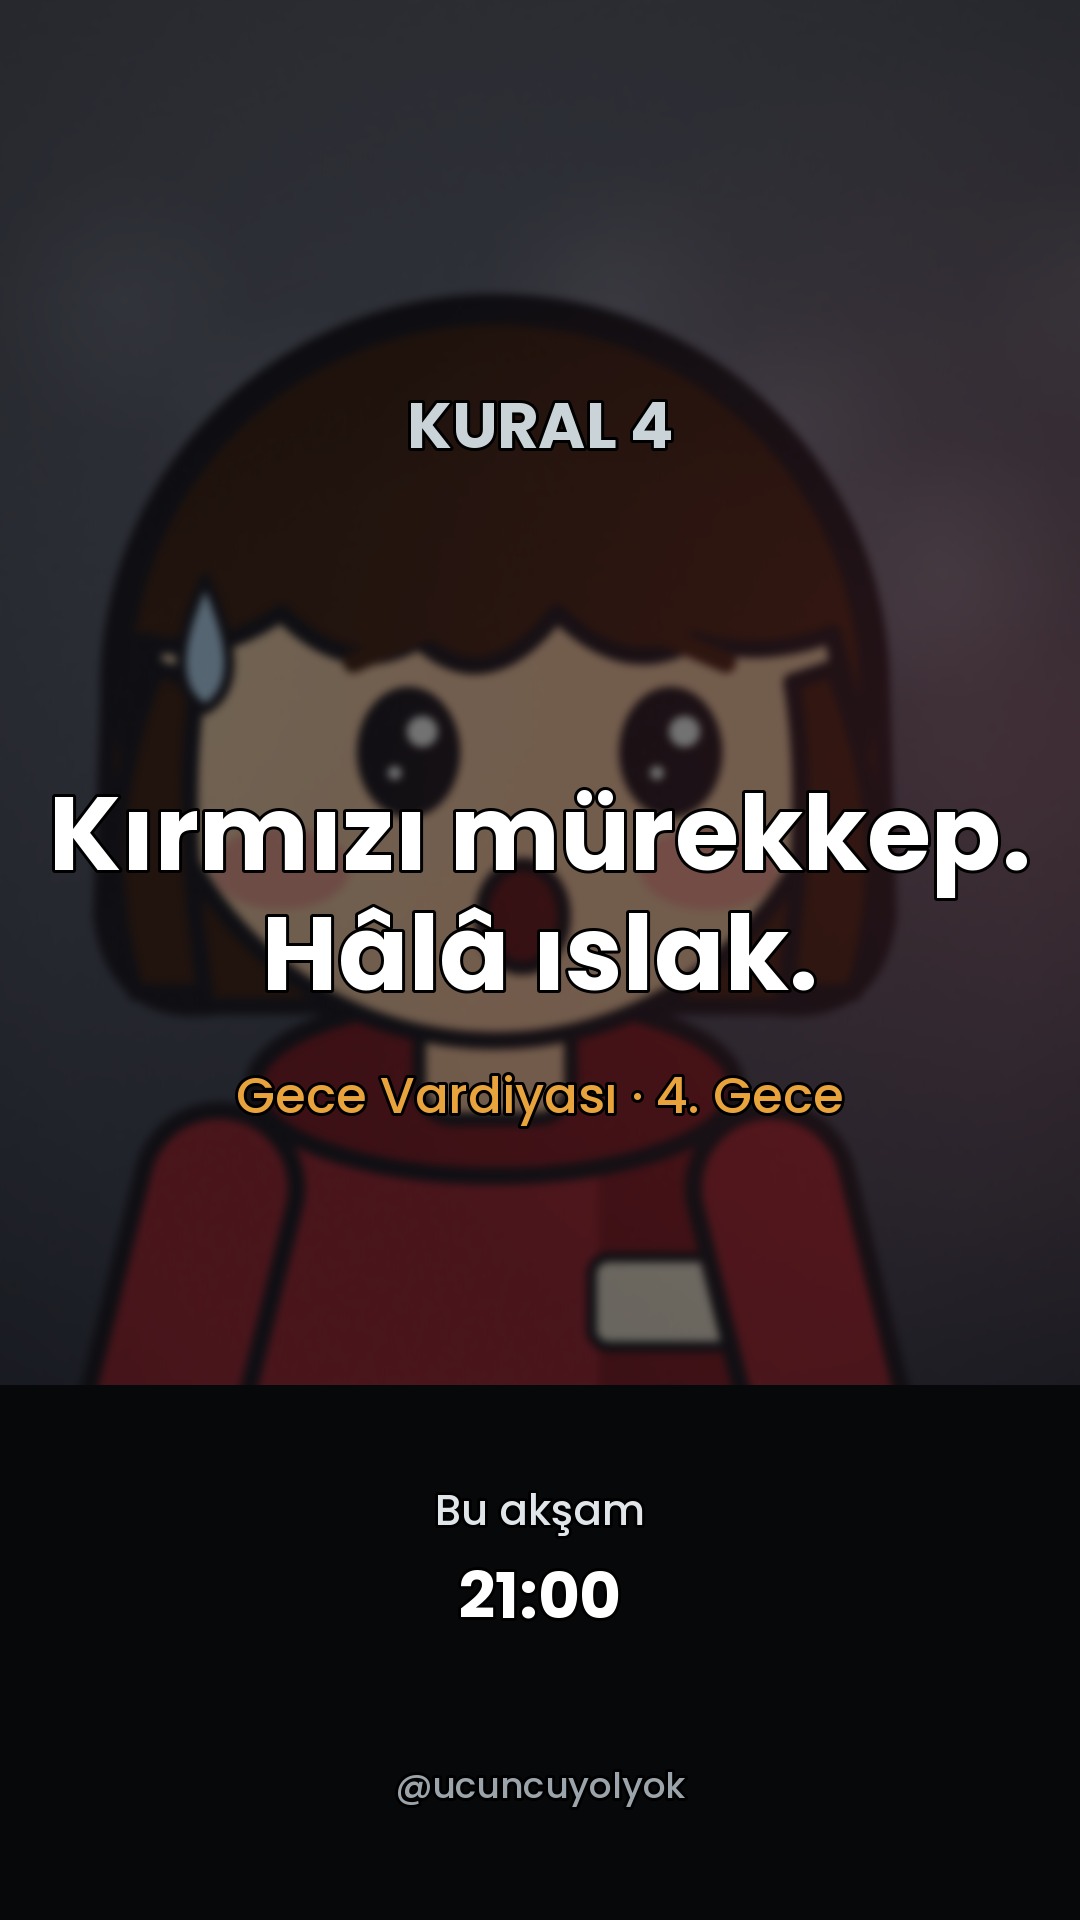 KURAL 4
Kırmızı mürekkep.
Hâlâ ıslak.
Gece Vardiyası · 4. Gece
Bu akşam
21:00
@ucuncuyolyok